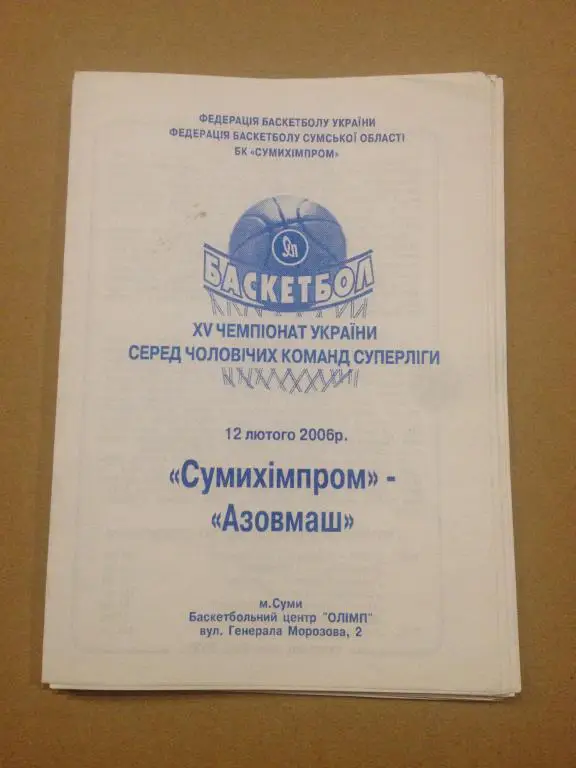 ФЕДЕРАЦІЯ БАСКЕТБОЛУ УКРАЇНИ
ФЕДЕРАЦІЯ БАСКЕТБОЛУ СУМСЬКОЇ ОБЛАСТІ
БК «СУМИХІМПРОМ»
БАСКЕТБОЛ
XV ЧЕМПІОНАТ УКРАЇНИ
СЕРЕД ЧОЛОВІЧИХ КОМАНД СУПЕРЛІГИ
12 лютого 2006р.
«Сумихімпром» -
«Азовмаш»
м.Суми
Баскетбольний центр "ОЛІМП"
вул. Генерала Морозова, 2